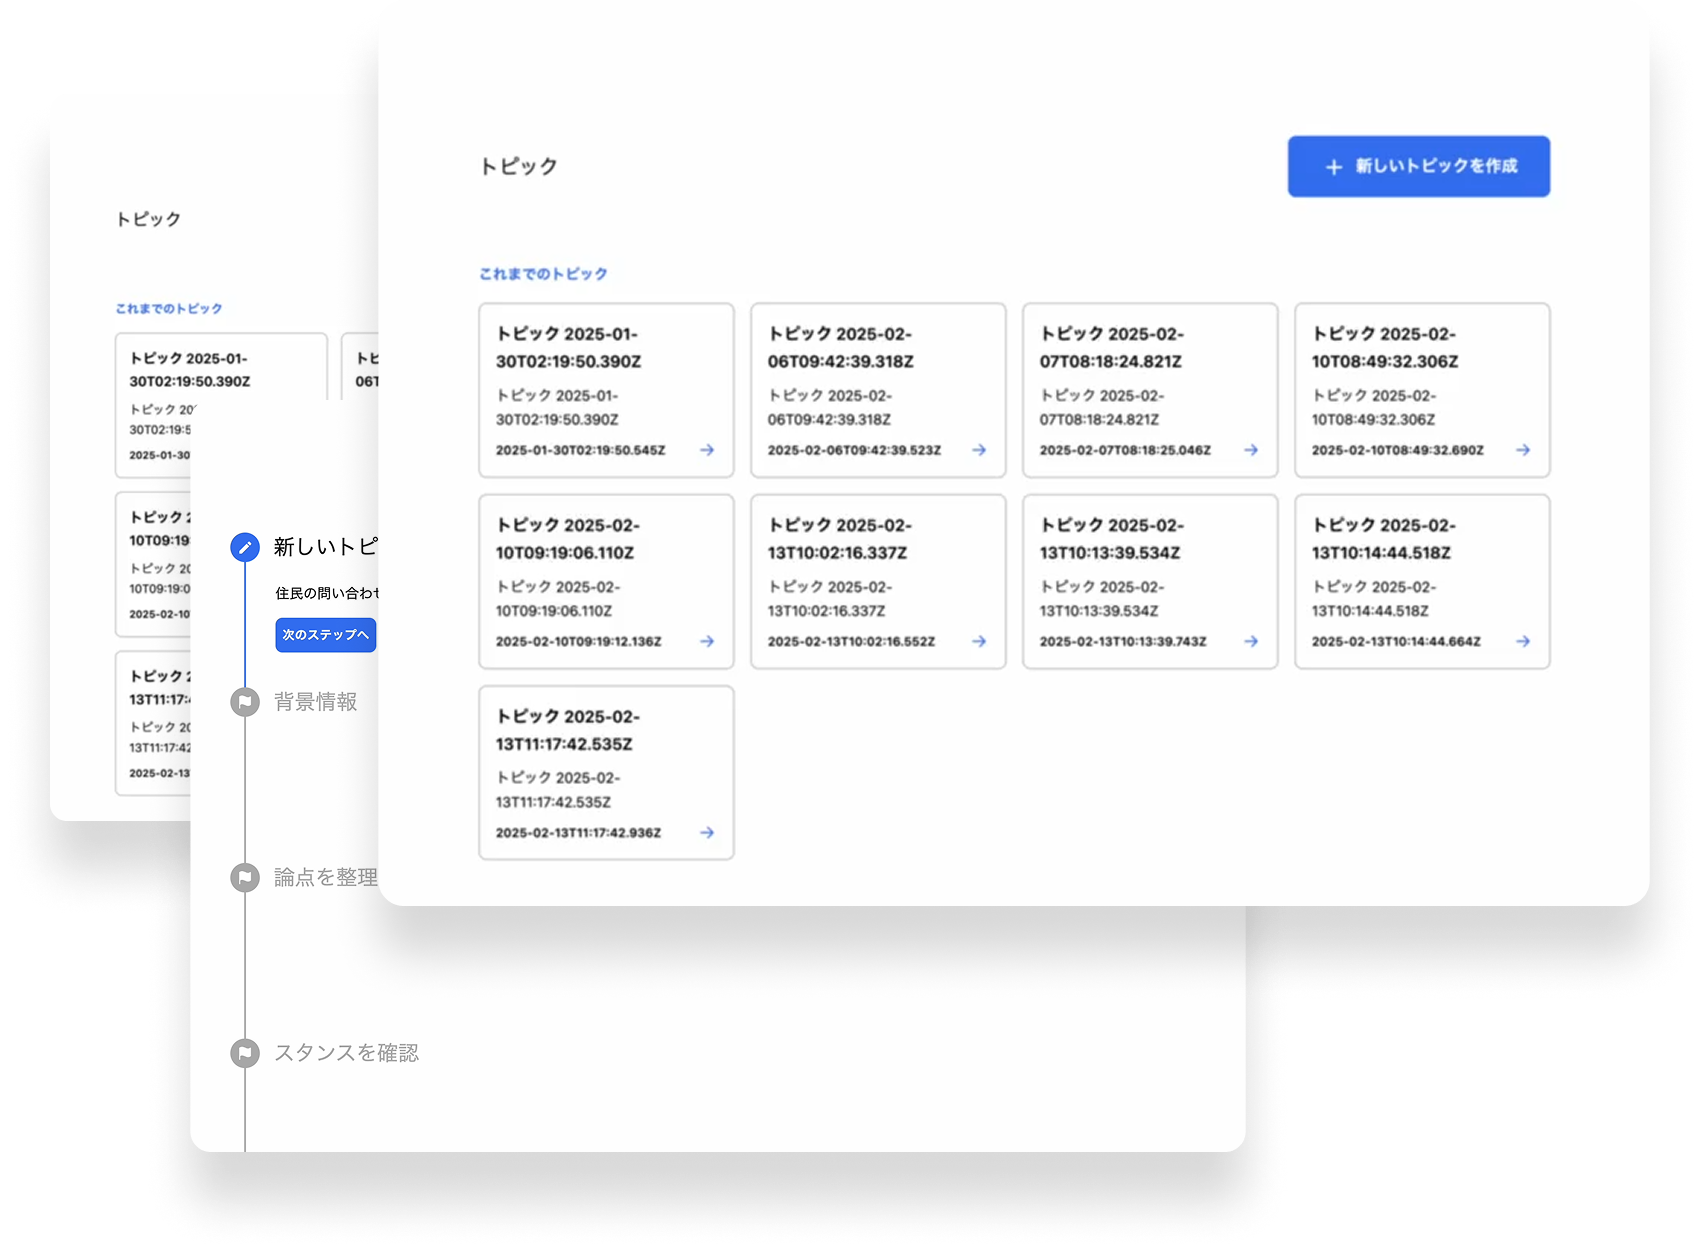 トピック
＋ 新しいトピックを作成
これまでのトピック
トピック 2025-01-
30T02:19:50.390Z
トピック 2025-01-
30T02:19:50.390Z
2025-01-30T02:19:50.545Z
トピック 2025-02-
06T09:42:39.318Z
トピック 2025-02-
06T09:42:39.318Z
2025-02-06T09:42:39.523Z
トピック 2025-02-
07T08:18:24.821Z
トピック 2025-02-
07T08:18:24.821Z
2025-02-07T08:18:25.046Z
トピック 2025-02-
10T08:49:32.306Z
トピック 2025-02-
10T08:49:32.306Z
2025-02-10T08:49:32.690Z
トピック 2025-02-
10T09:19:06.110Z
トピック 2025-02-
10T09:19:06.110Z
2025-02-10T09:19:12.136Z
トピック 2025-02-
13T10:02:16.337Z
トピック 2025-02-
13T10:02:16.337Z
2025-02-13T10:02:16.552Z
トピック 2025-02-
13T10:13:39.534Z
トピック 2025-02-
13T10:13:39.534Z
2025-02-13T10:13:39.743Z
トピック 2025-02-
13T10:14:44.518Z
トピック 2025-02-
13T10:14:44.518Z
2025-02-13T10:14:44.664Z
トピック 2025-02-
13T11:17:42.535Z
トピック 2025-02-
13T11:17:42.535Z
2025-02-13T11:17:42.936Z
トピック
これまでのトピック
トピック 2025-01-
30T02:19:50.390Z
トピック 20
30T02:19:5
2025-01-30
トピ
06T
トピック 2
10T09:19
トピック 20
10T09:19:0
2025-02-10
トピック 2
13T11:17:
トピック 20
13T11:17:42
2025-02-13
新しいトピ
住民の問い合わせ
次のステップへ
背景情報
論点を整理
スタンスを確認